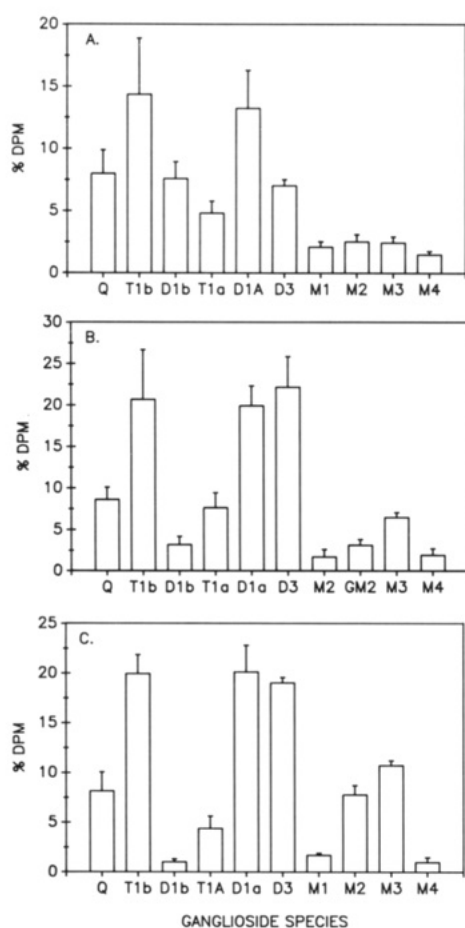 A.
20
15
10
5
0
% DPM
Q T1b D1b T1a D1A D3 M1 M2 M3 M4
B.
30
25
20
15
10
5
0
% DPM
Q T1b D1b T1a D1a D3 M2 GM2 M3 M4
C.
25
20
15
10
5
0
% DPM
Q T1b D1b T1A D1a D3 M1 M2 M3 M4
GANGLIOSIDE SPECIES